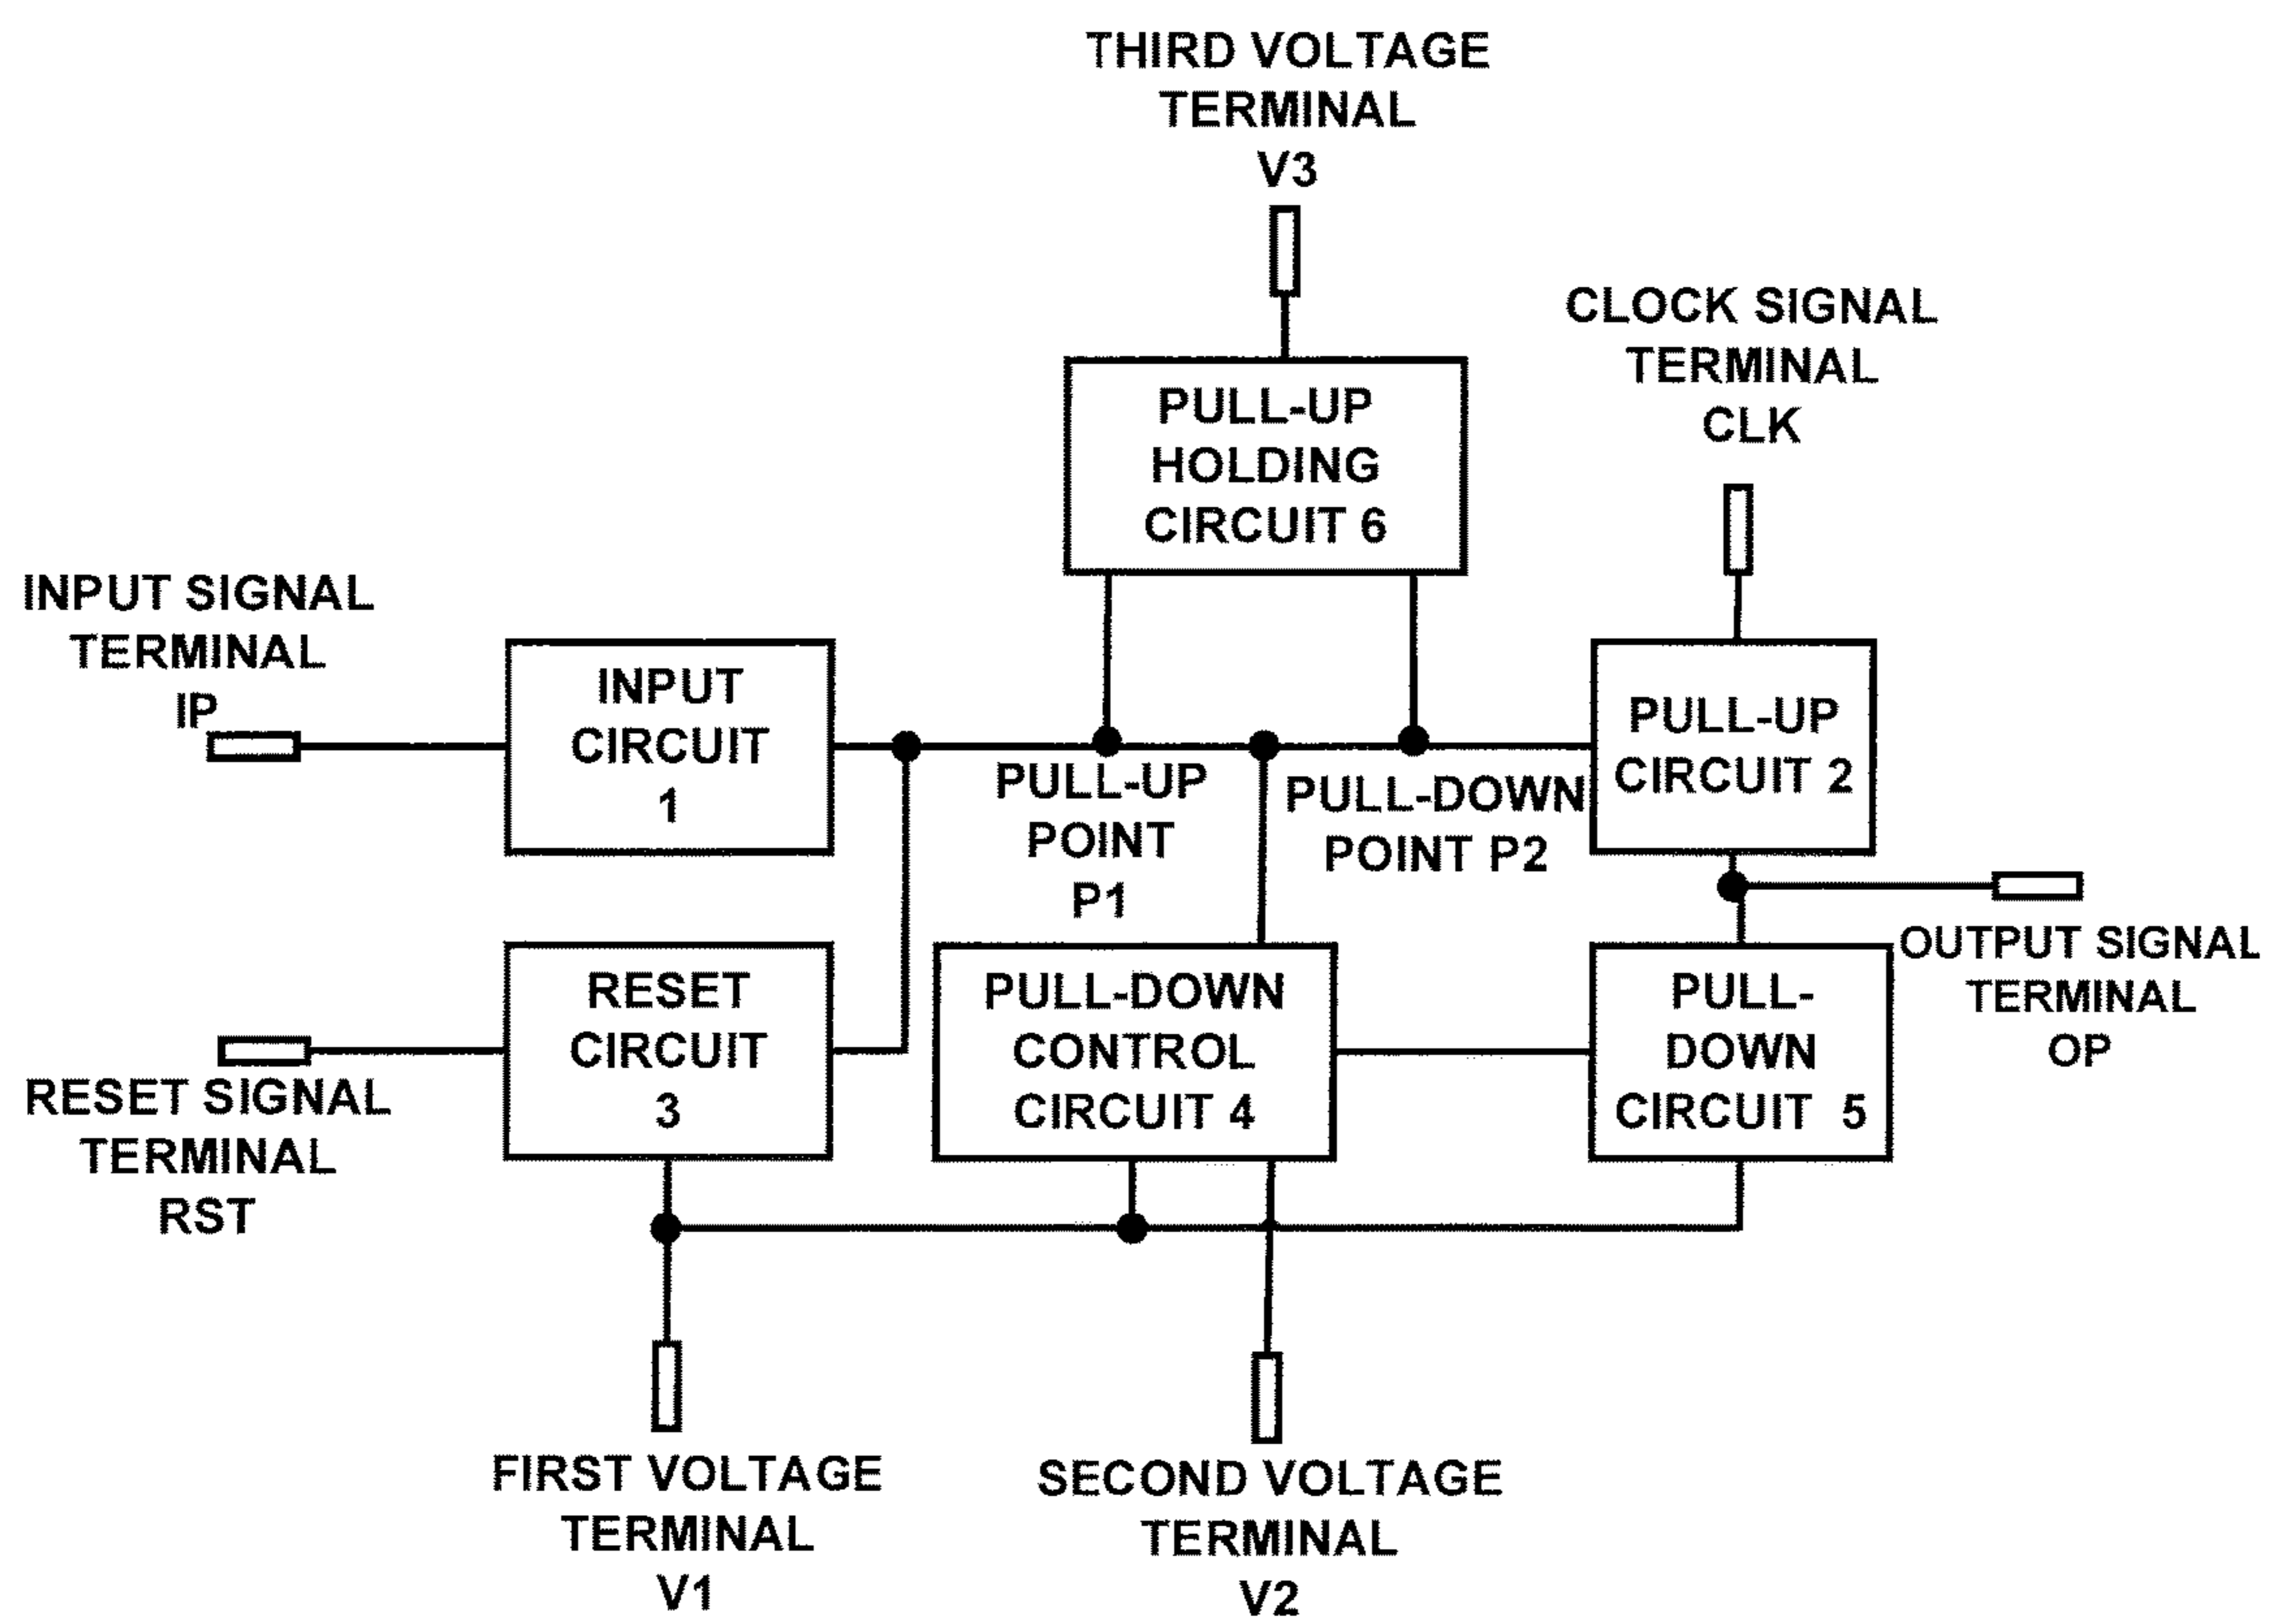 THIRD VOLTAGE
TERMINAL
V3
CLOCK SIGNAL
TERMINAL
CLK
PULL-UP
HOLDING
CIRCUIT 6
INPUT SIGNAL
TERMINAL
IP
INPUT
CIRCUIT
1
PULL-UP
CIRCUIT 2
PULL-UP
POINT
P1
PULL-DOWN
POINT P2
RESET
CIRCUIT
3
PULL-DOWN
CONTROL
CIRCUIT 4
PULL-
DOWN
CIRCUIT 5
OUTPUT SIGNAL
TERMINAL
OP
RESET SIGNAL
TERMINAL
RST
FIRST VOLTAGE
TERMINAL
V1
SECOND VOLTAGE
TERMINAL
V2